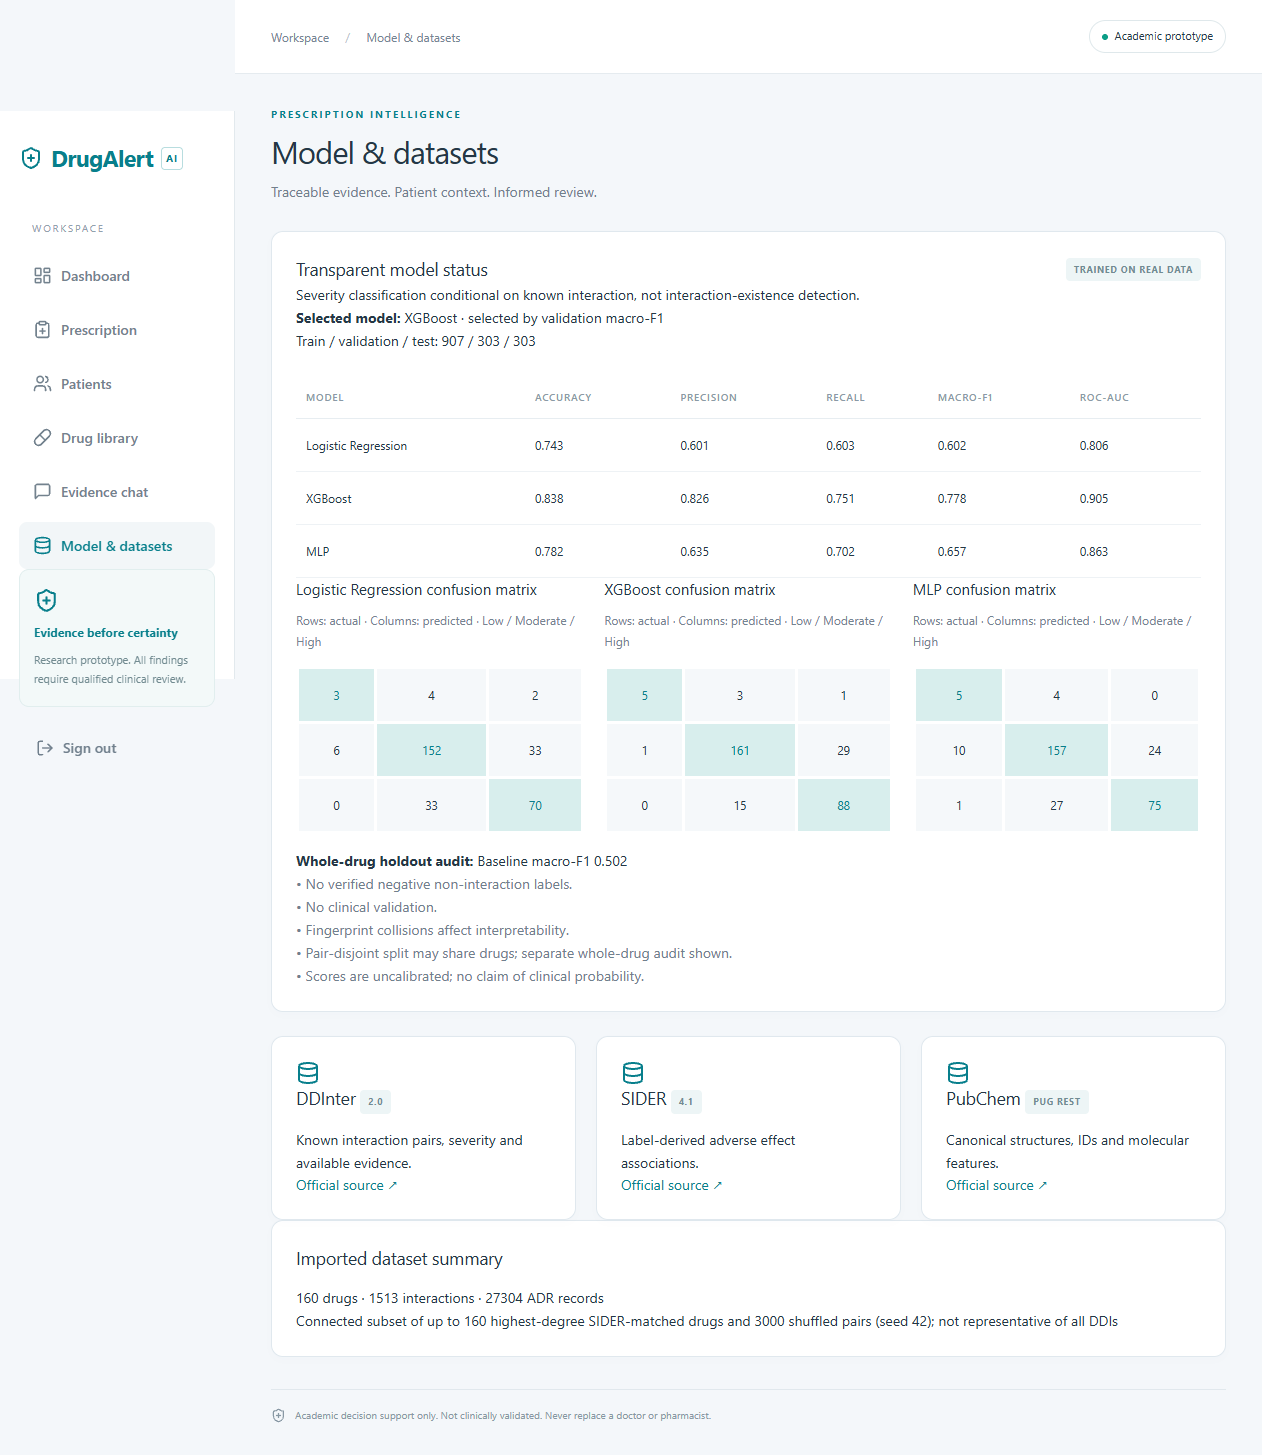 Workspace / Model & datasets
Academic prototype
DrugAlert AI
WORKSPACE
Dashboard
Prescription
Patients
Drug library
Evidence chat
Model & datasets
Evidence before certainty
Research prototype. All findings
require qualified clinical review.
Sign out
PRESCRIPTION INTELLIGENCE
Model & datasets
Traceable evidence. Patient context. Informed review.
Transparent model status
TRAINED ON REAL DATA
Severity classification conditional on known interaction, not interaction-existence detection.
Selected model: XGBoost · selected by validation macro-F1
Train / validation / test: 907 / 303 / 303
MODEL ACCURACY PRECISION RECALL MACRO-F1 ROC-AUC
Logistic Regression 0.743 0.601 0.603 0.602 0.806
XGBoost 0.838 0.826 0.751 0.778 0.905
MLP 0.782 0.635 0.702 0.657 0.863
Logistic Regression confusion matrix
Rows: actual · Columns: predicted · Low / Moderate /
High
3 4 2
6 152 33
0 33 70
XGBoost confusion matrix
Rows: actual · Columns: predicted · Low / Moderate /
High
5 3 1
1 161 29
0 15 88
MLP confusion matrix
Rows: actual · Columns: predicted · Low / Moderate /
High
5 4 0
10 157 24
1 27 75
Whole-drug holdout audit: Baseline macro-F1 0.502
• No verified negative non-interaction labels.
• No clinical validation.
• Fingerprint collisions affect interpretability.
• Pair-disjoint split may share drugs; separate whole-drug audit shown.
• Scores are uncalibrated; no claim of clinical probability.
DDInter 2.0
Known interaction pairs, severity and
available evidence.
Official source ↗
SIDER 4.1
Label-derived adverse effect
associations.
Official source ↗
PubChem PUG REST
Canonical structures, IDs and molecular
features.
Official source ↗
Imported dataset summary
160 drugs · 1513 interactions · 27304 ADR records
Connected subset of up to 160 highest-degree SIDER-matched drugs and 3000 shuffled pairs (seed 42); not representative of all DDIs
Academic decision support only. Not clinically validated. Never replace a doctor or pharmacist.